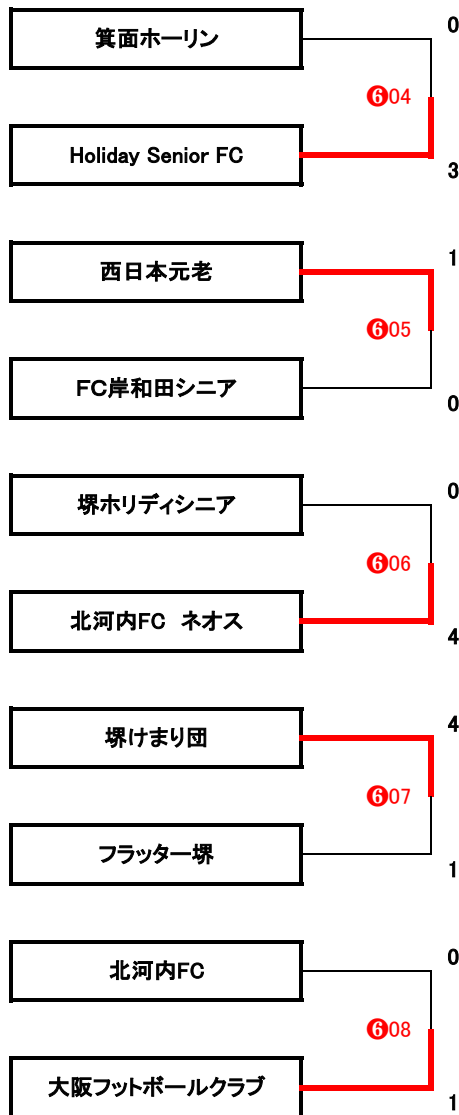 箕面ホーリン
0
❻04
Holiday Senior FC
3
西日本元老
1
❻05
FC岸和田シニア
0
堺ホリディシニア
0
❻06
北河内FC ネオス
4
堺けまり団
4
❻07
フラッター堺
1
北河内FC
0
❻08
大阪フットボールクラブ
1